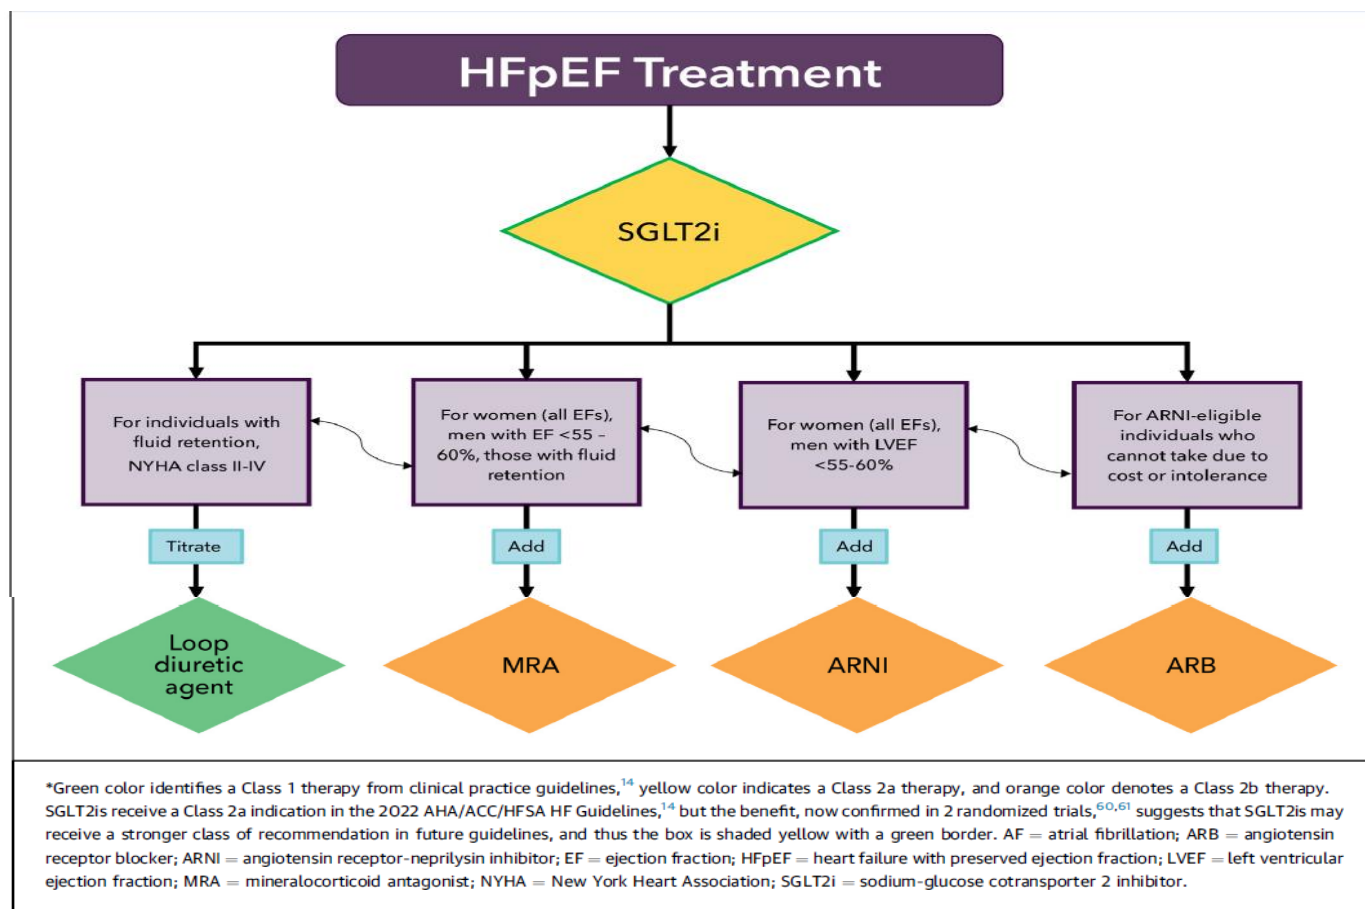 HFpEF Treatment
SGLT2i
For individuals with
fluid retention,
NYHA class II-IV
For women (all EFs),
men with EF <55 -
60%, those with fluid
retention
For women (all EFs),
men with LVEF
<55-60%
For ARNI-eligible
individuals who
cannot take due to
cost or intolerance
Titrate
Add
Add
Add
Loop
diuretic
agent
MRA
ARNI
ARB
*Green color identifies a Class 1 therapy from clinical practice guidelines,14 yellow color indicates a Class 2a therapy, and orange color denotes a Class 2b therapy.
SGLT2is receive a Class 2a indication in the 2022 AHA/ACC/HFSA HF Guidelines,14 but the benefit, now confirmed in 2 randomized trials,60,61 suggests that SGLT2is may
receive a stronger class of recommendation in future guidelines, and thus the box is shaded yellow with a green border. AF = atrial fibrillation; ARB = angiotensin
receptor blocker; ARNI = angiotensin receptor-neprilysin inhibitor; EF = ejection fraction; HFpEF = heart failure with preserved ejection fraction; LVEF = left ventricular
ejection fraction; MRA = mineralocorticoid antagonist; NYHA = New York Heart Association; SGLT2i = sodium-glucose cotransporter 2 inhibitor.